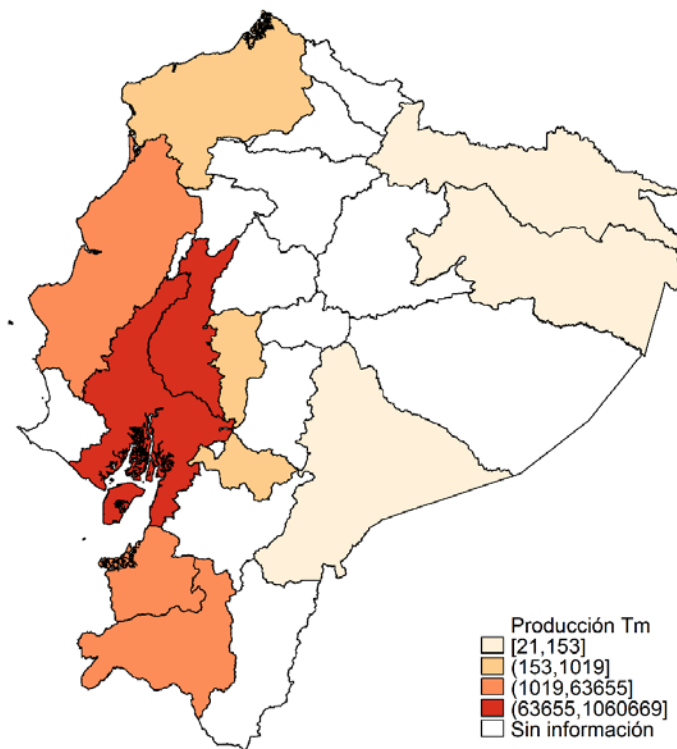 Producción Tm
[21,153]
(153,1019]
(1019,63655]
(63655,1060669]
Sin información